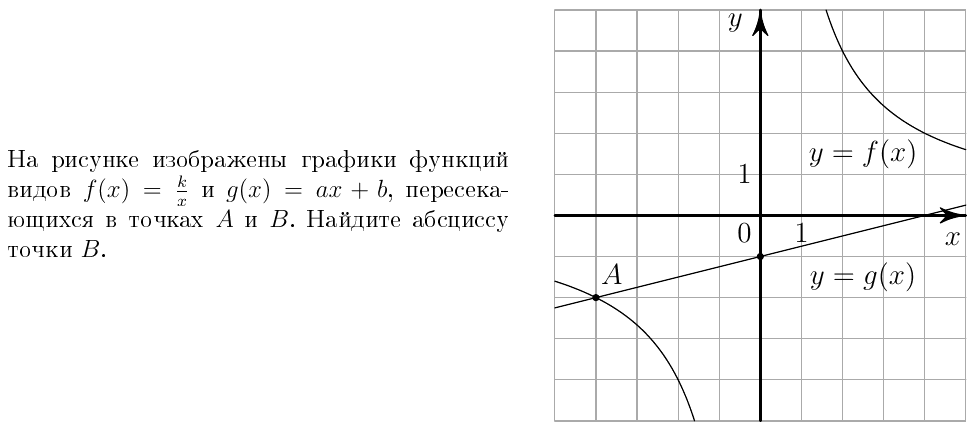 На рисунке изображены графики функций
видов f(x) = k/x и g(x) = ax + b, пересека-
ющихся в точках A и B. Найдите абсциссу
точки B.
y
y = f(x)
1
0
1
x
y = g(x)
A